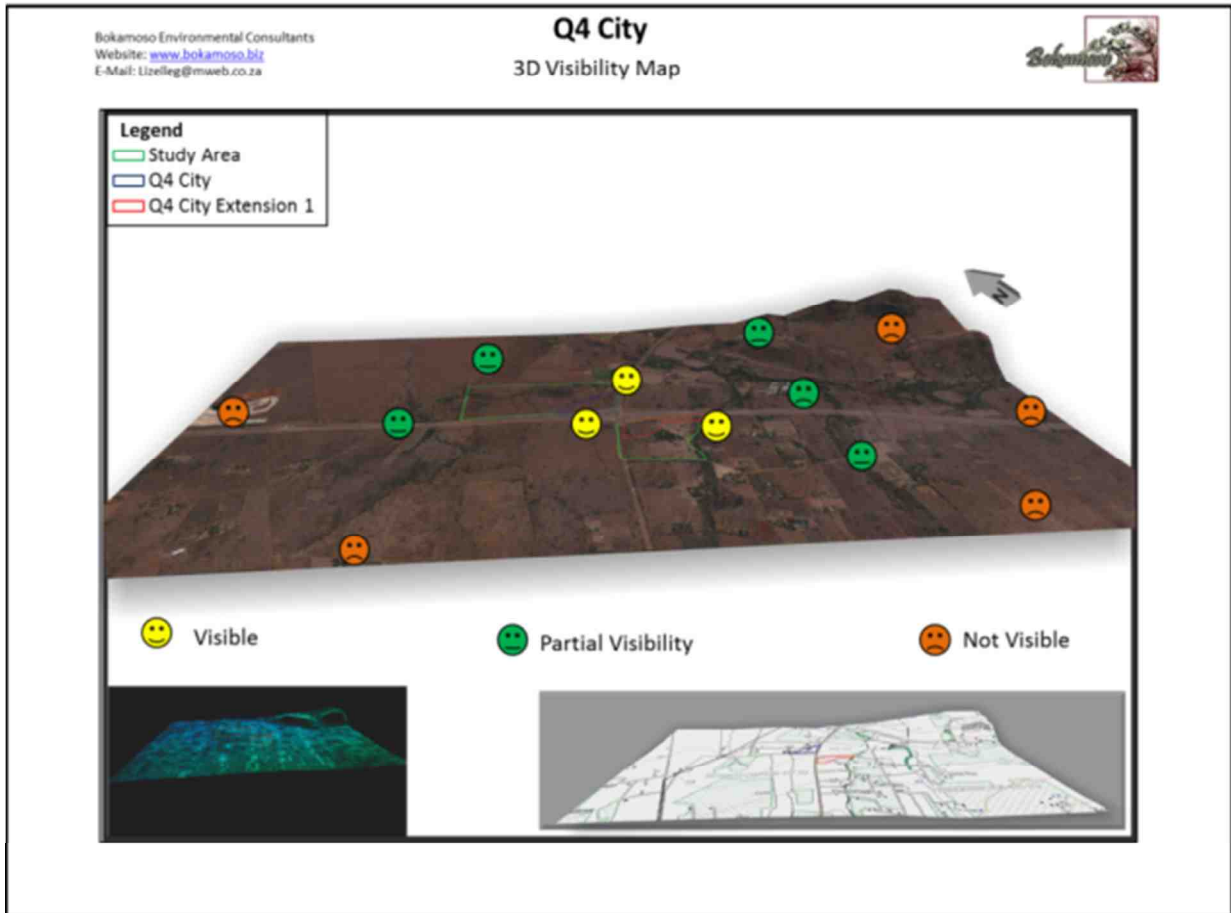 Bokamoso Environmental Consultants
Website: www.bokamoso.biz
E-Mail: Lizelleg@mweb.co.za
Q4 City
3D Visibility Map
Bokamoso
Legend
Study Area
Q4 City
Q4 City Extension 1
N
Visible
Partial Visibility
Not Visible